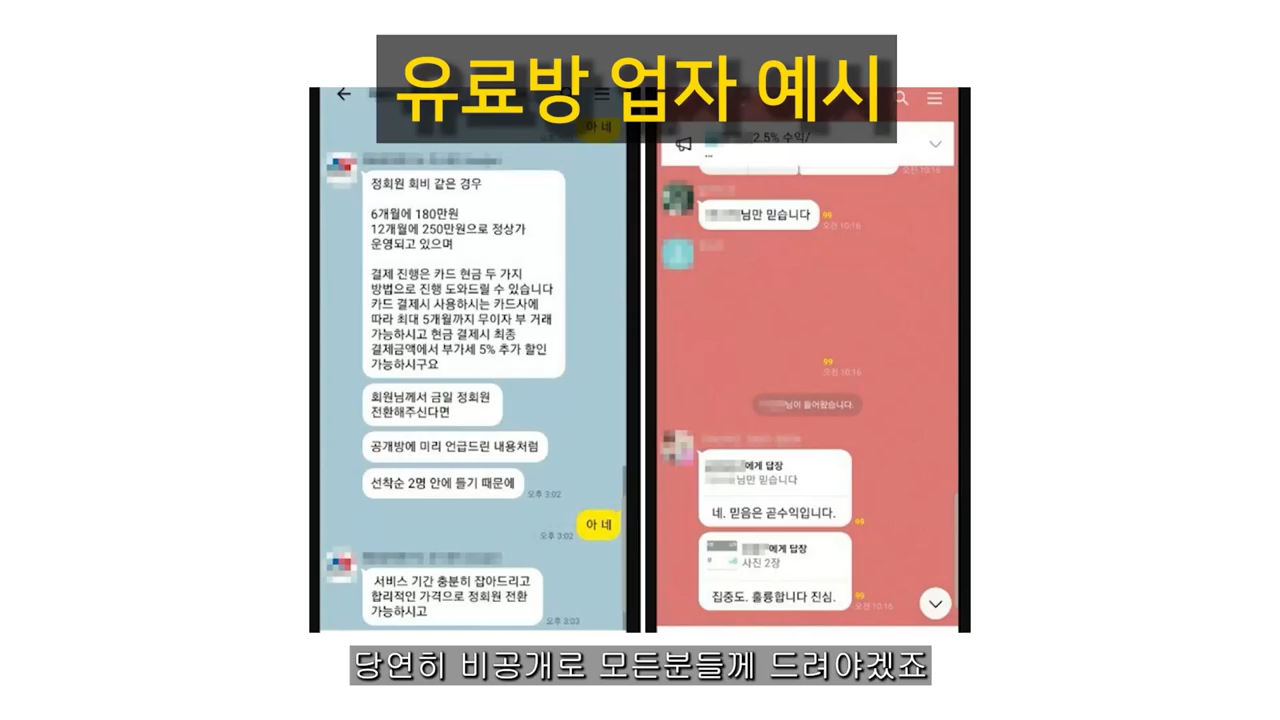 유료방 업자 예시
아 네
정회원 회비 같은 경우
6개월에 180만원
12개월에 250만원으로 정상가
운영되고 있으며
결제 진행은 카드 현금 두 가지
방법으로 진행 도와드릴 수 있습니다
카드 결제시 사용하시는 카드사에
따라 최대 5개월까지 무이자 부 거래
가능하시고 현금 결제시 최종
결제금액에서 부가세 5% 추가 할인
가능하시구요
회원님께서 금일 정회원
전환해주신다면
공개방에 미리 언급드린 내용처럼
선착순 2명 안에 들기 때문에
오후 3:02
아 네
오후 3:02
서비스 기간 충분히 잡아드리고
합리적인 가격으로 정회원 전환
가능하시고
오후 3:03
2.5% 수익/
...
오전 10:16
님만 믿습니다
99
오전 10:16
99
오전 10:16
님이 들어왔습니다.
에게 답장
님만 믿습니다
네. 믿음은 곧수익입니다.
99
에게 답장
사진 2장
집중도. 훌륭합니다 진심.
99
오전 10:16
당연히 비공개로 모든분들께 드려야겠죠